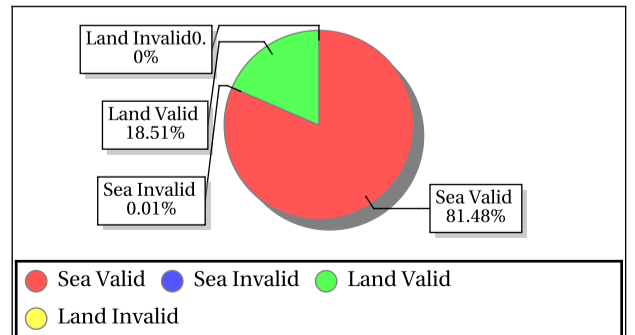 Land Invalid0.
0%
Land Valid
18.51%
Sea Invalid
0.01%
Sea Valid
81.48%
Sea Valid Sea Invalid Land Valid
Land Invalid